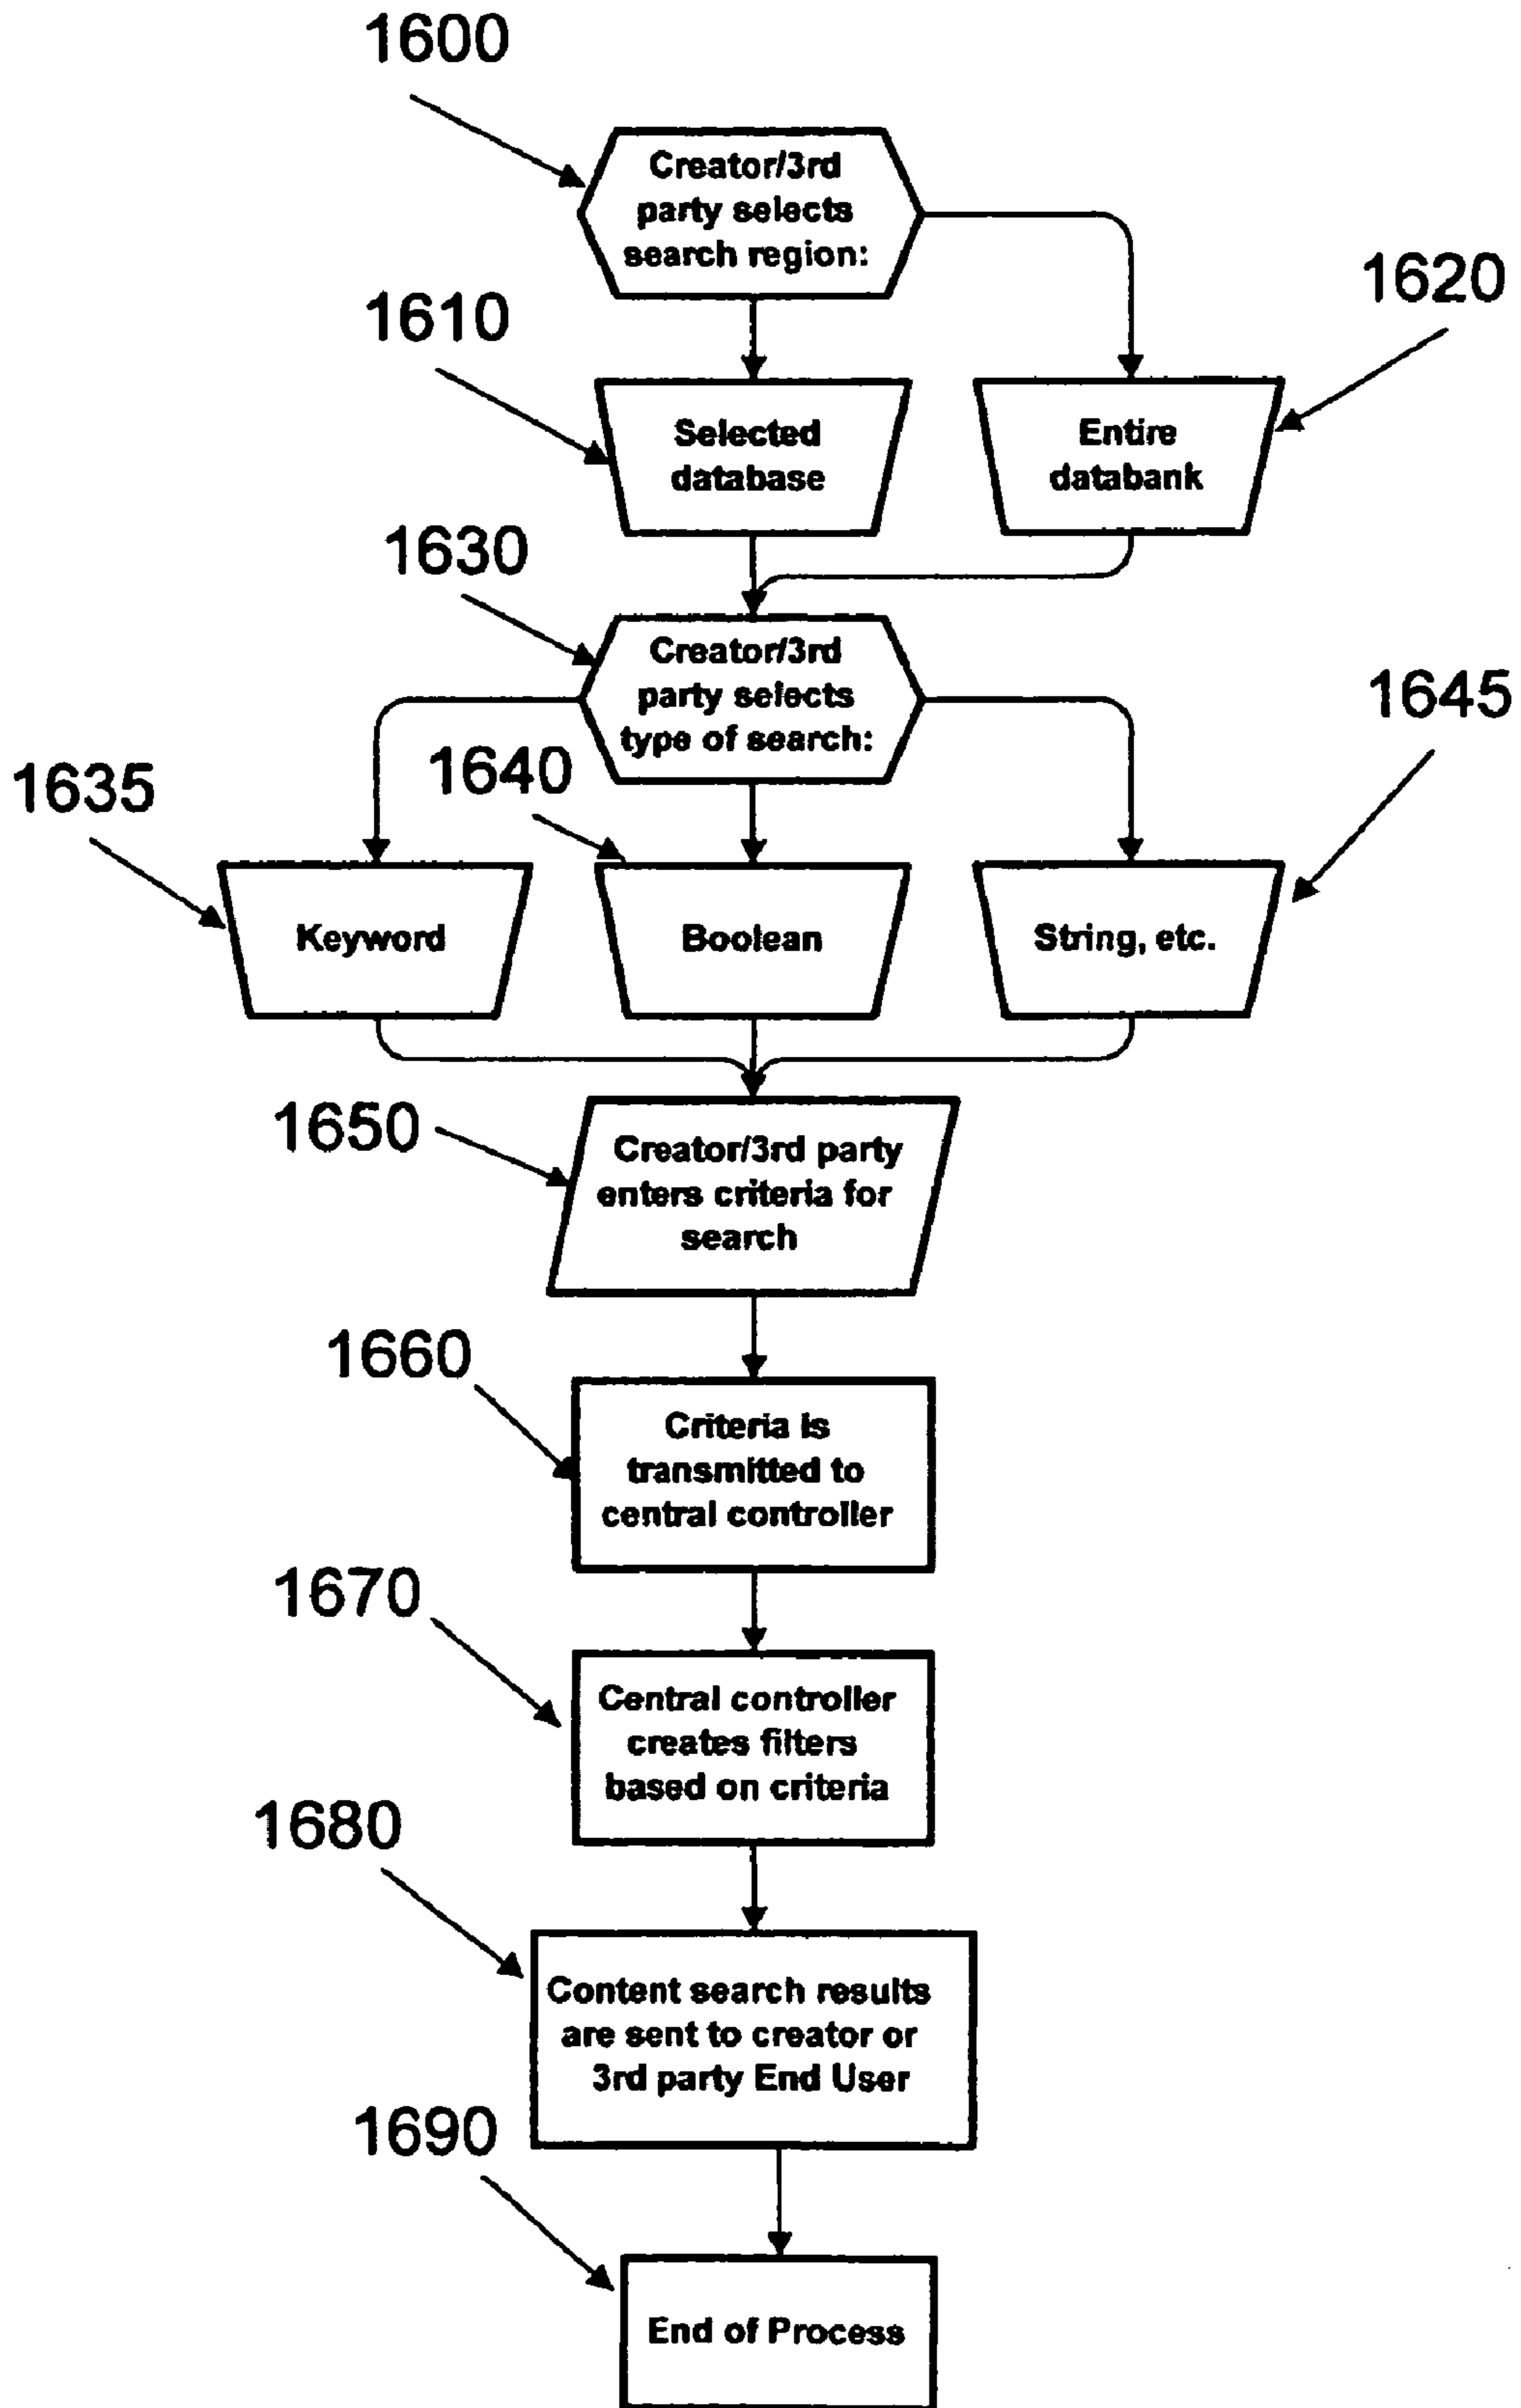 1600
Creator/3rd
party selects
search region:
1610
1620
Selected
database
Entire
databank
1630
Creator/3rd
party selects
type of search:
1635
1640
1645
Keyword
Boolean
String, etc.
1650
Creator/3rd party
enters criteria for
search
1660
Criteria is
transmitted to
central controller
1670
Central controller
creates filters
based on criteria
1680
Content search results
are sent to creator or
3rd party End User
1690
End of Process